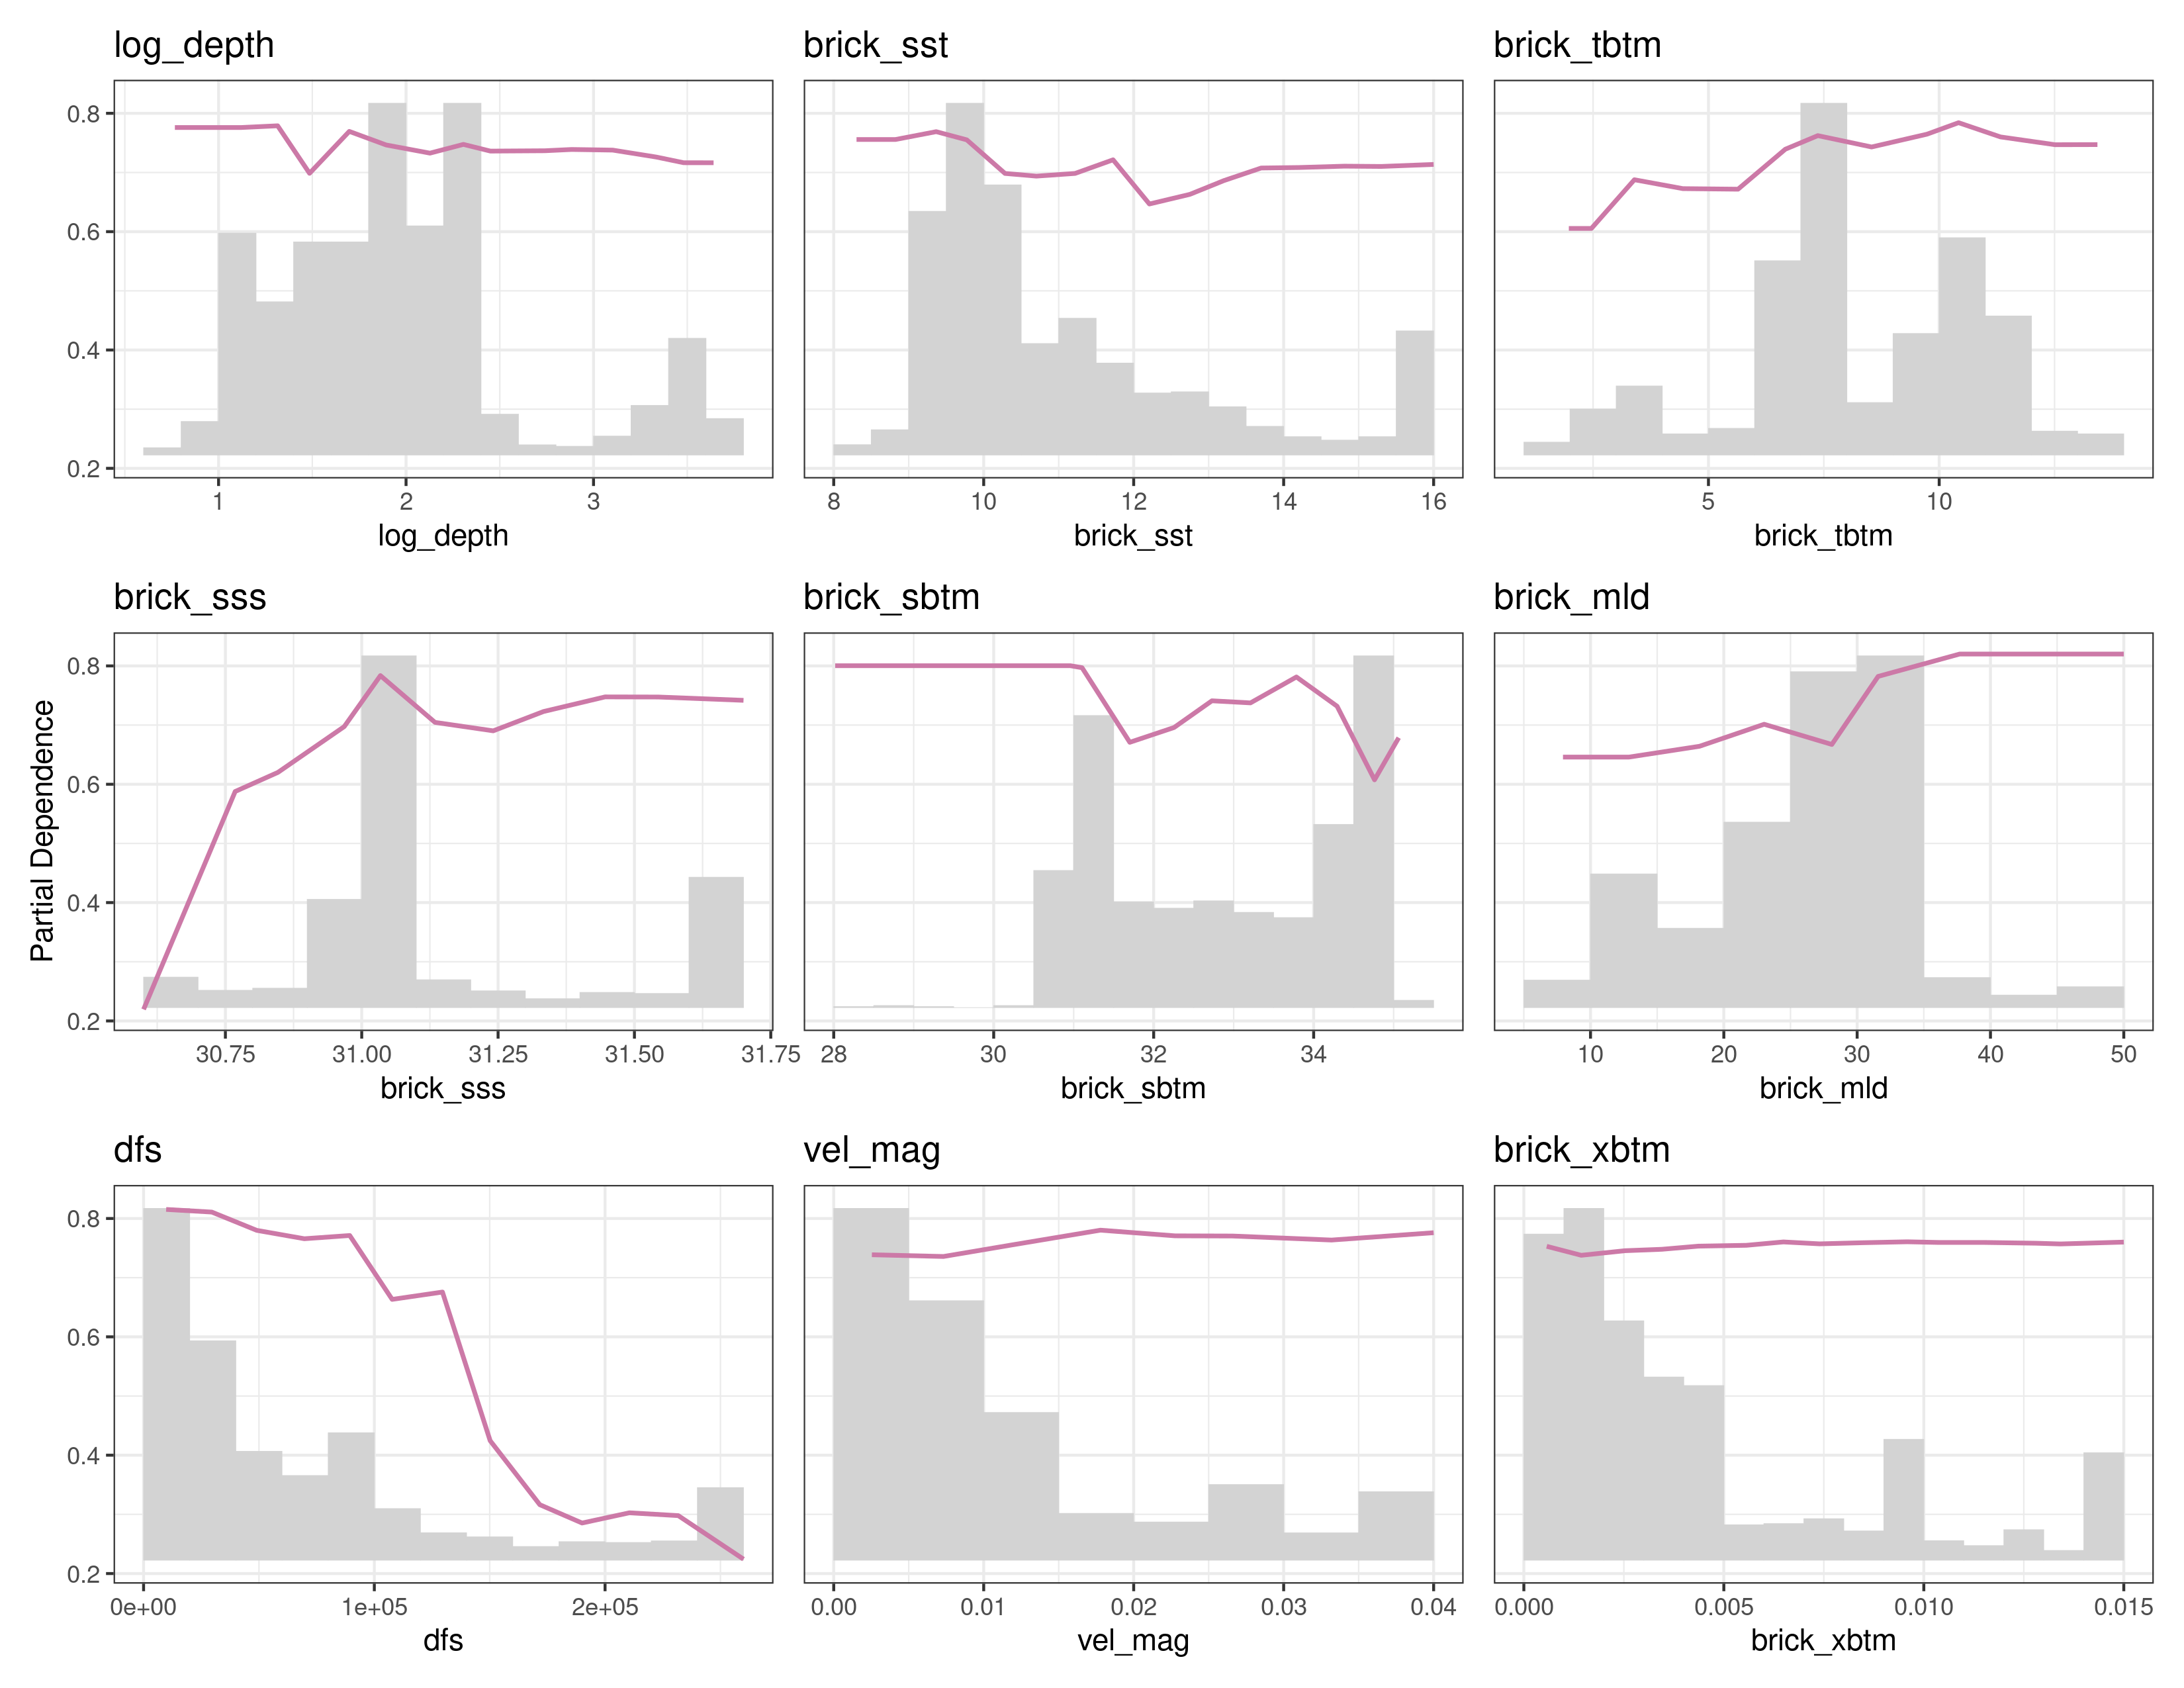 log_depth brick_sst brick_tbtm
0.8
0.6
0.4
0.2
1 2 3 8 10 12 14 16 5 10
log_depth brick_sst brick_tbtm
brick_sss brick_sbtm brick_mld
Partial Dependence
0.8
0.6
0.4
0.2
30.75 31.00 31.25 31.50 31.75 28 30 32 34 10 20 30 40 50
brick_sss brick_sbtm brick_mld
dfs vel_mag brick_xbtm
0.8
0.6
0.4
0.2
0e+00 1e+05 2e+05 0.00 0.01 0.02 0.03 0.04 0.000 0.005 0.010 0.015
dfs vel_mag brick_xbtm